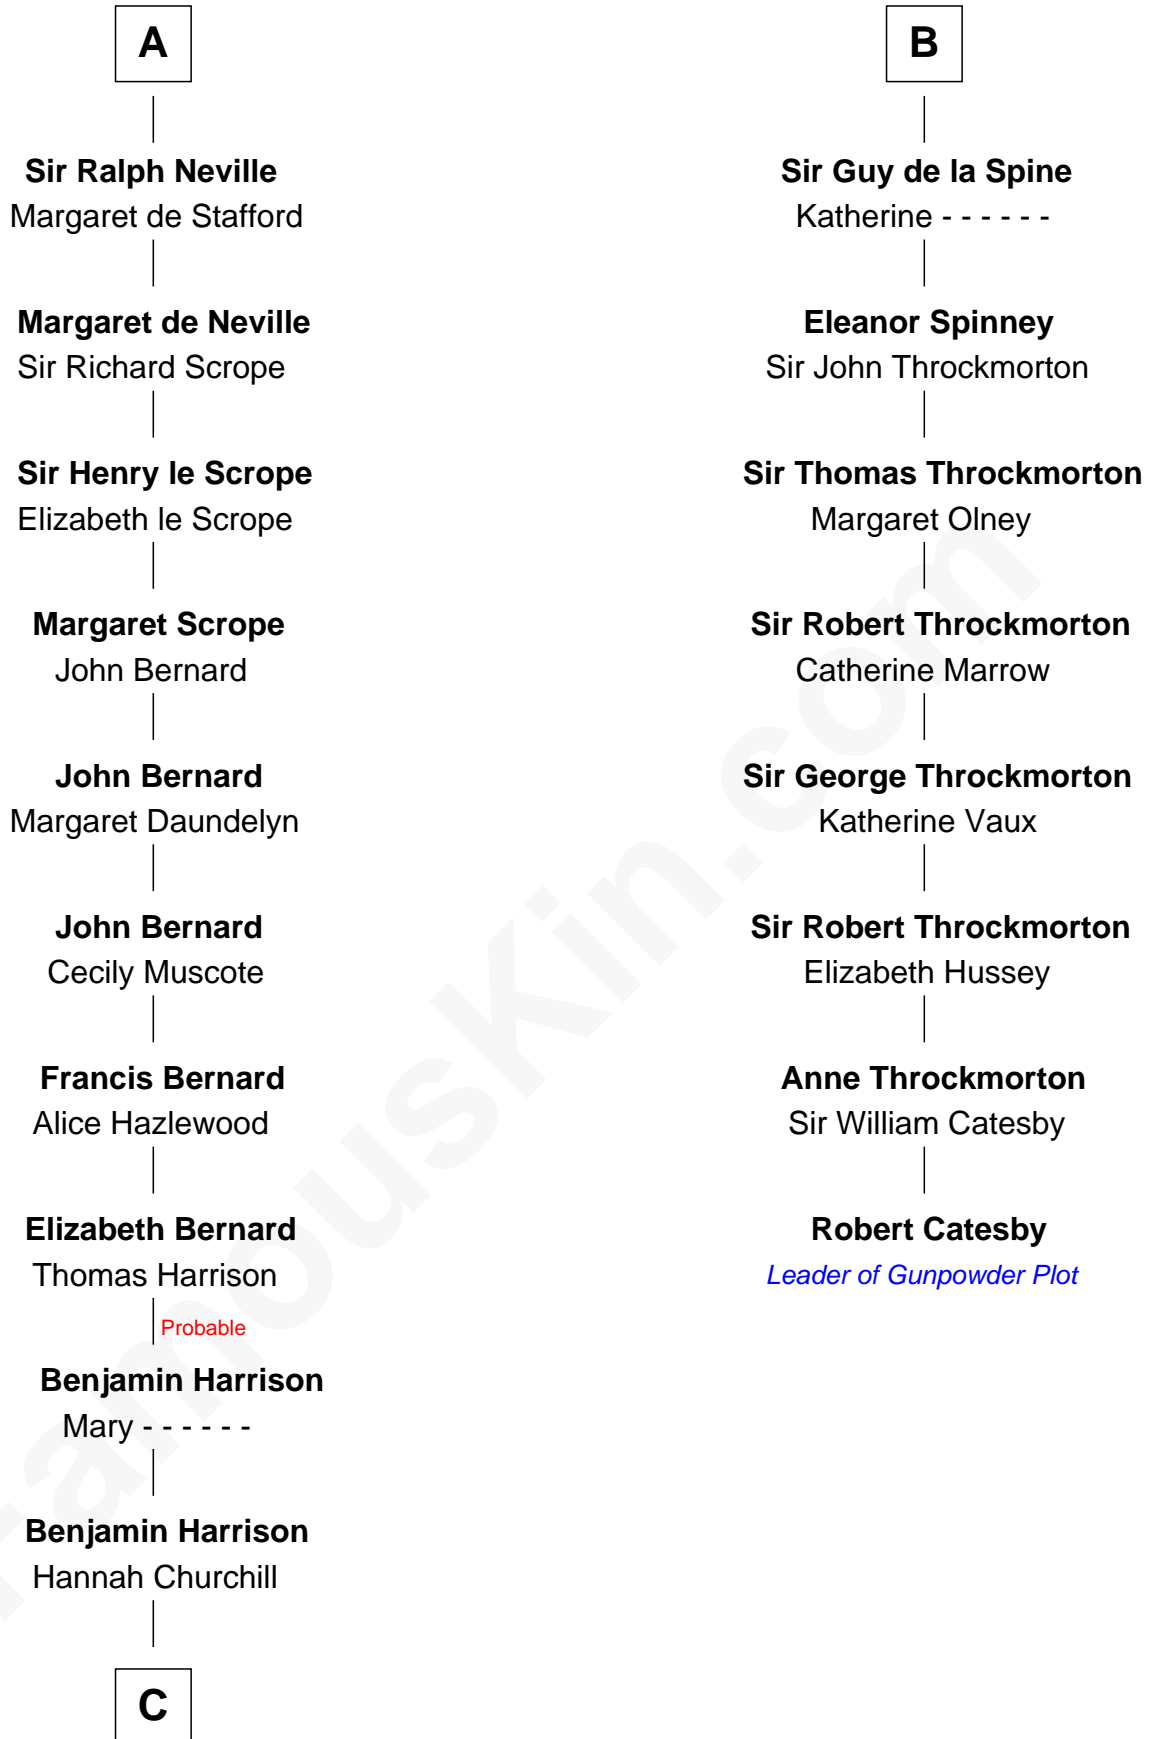 A
Sir Ralph Neville
Margaret de Stafford
Margaret de Neville
Sir Richard Scrope
Sir Henry le Scrope
Elizabeth le Scrope
Margaret Scrope
John Bernard
John Bernard
Margaret Daundelyn
John Bernard
Cecily Muscote
Francis Bernard
Alice Hazlewood
Elizabeth Bernard
Thomas Harrison
Probable
Benjamin Harrison
Mary - - - - - -
Benjamin Harrison
Hannah Churchill
C
B
Sir Guy de la Spine
Katherine - - - - - -
Eleanor Spinney
Sir John Throckmorton
Sir Thomas Throckmorton
Margaret Olney
Sir Robert Throckmorton
Catherine Marrow
Sir George Throckmorton
Katherine Vaux
Sir Robert Throckmorton
Elizabeth Hussey
Anne Throckmorton
Sir William Catesby
Robert Catesby
Leader of Gunpowder Plot
FamousKin.com